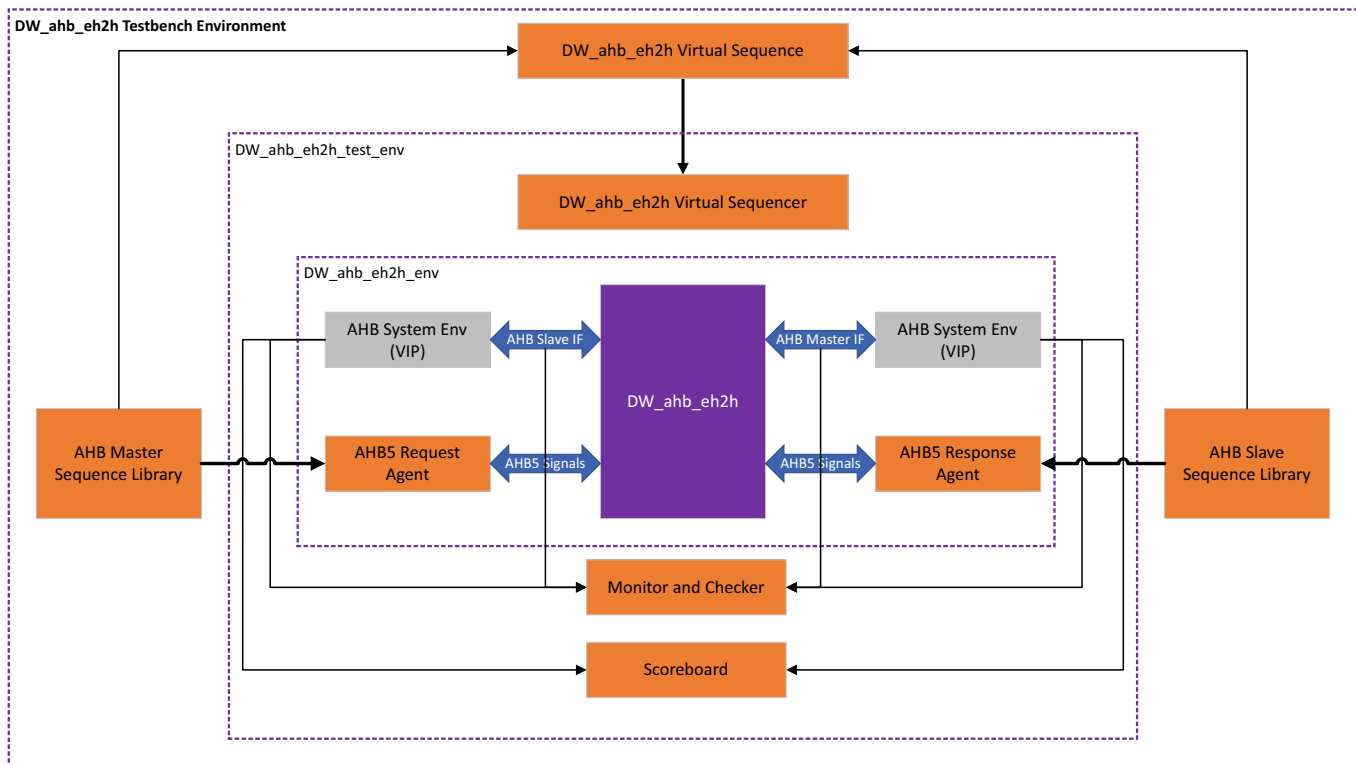 DW_ahb_eh2h Testbench Environment
DW_ahb_eh2h Virtual Sequence
DW_ahb_eh2h_test_env
DW_ahb_eh2h Virtual Sequencer
DW_ahb_eh2h_env
AHB System Env
(VIP)
AHB Slave IF
AHB Master IF
AHB System Env
(VIP)
DW_ahb_eh2h
AHB Master
Sequence Library
AHB5 Request
Agent
AHB5 Signals
AHB5 Signals
AHB5 Response
Agent
AHB Slave
Sequence Library
Monitor and Checker
Scoreboard